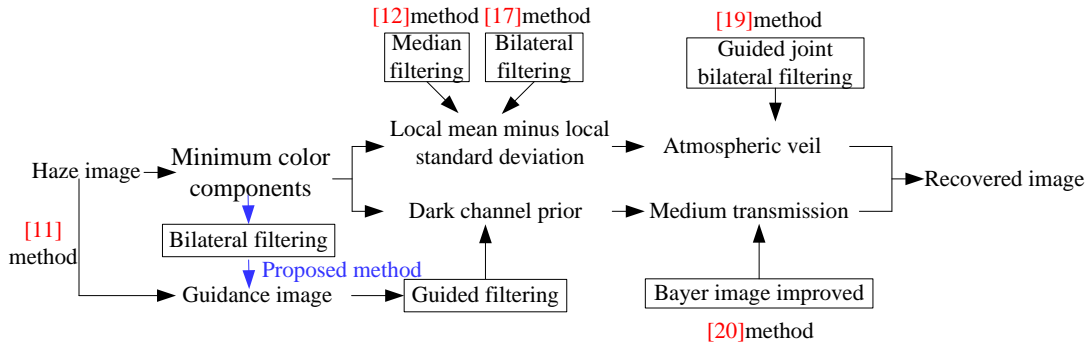 [12]method
[17]method
[19]method
Median
filtering
Bilateral
filtering
Guided joint
bilateral filtering
Haze image
Minimum color
components
Local mean minus local
standard deviation
Atmospheric veil
Recovered image
Dark channel prior
Medium transmission
[11]
method
Bilateral filtering
Proposed method
Guidance image
Guided filtering
Bayer image improved
[20]method